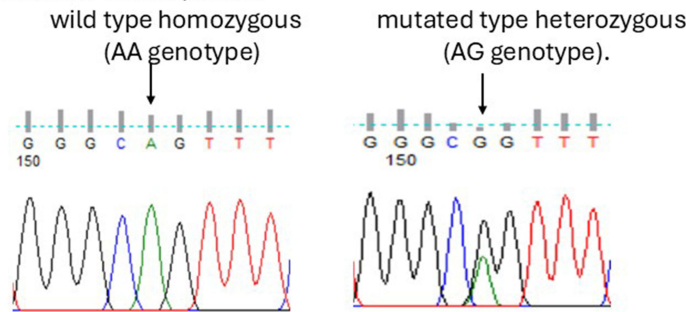 wild type homozygous
(AA genotype)
G G G C A G T T T
150
mutated type heterozygous
(AG genotype).
G G G C G G T T T
150